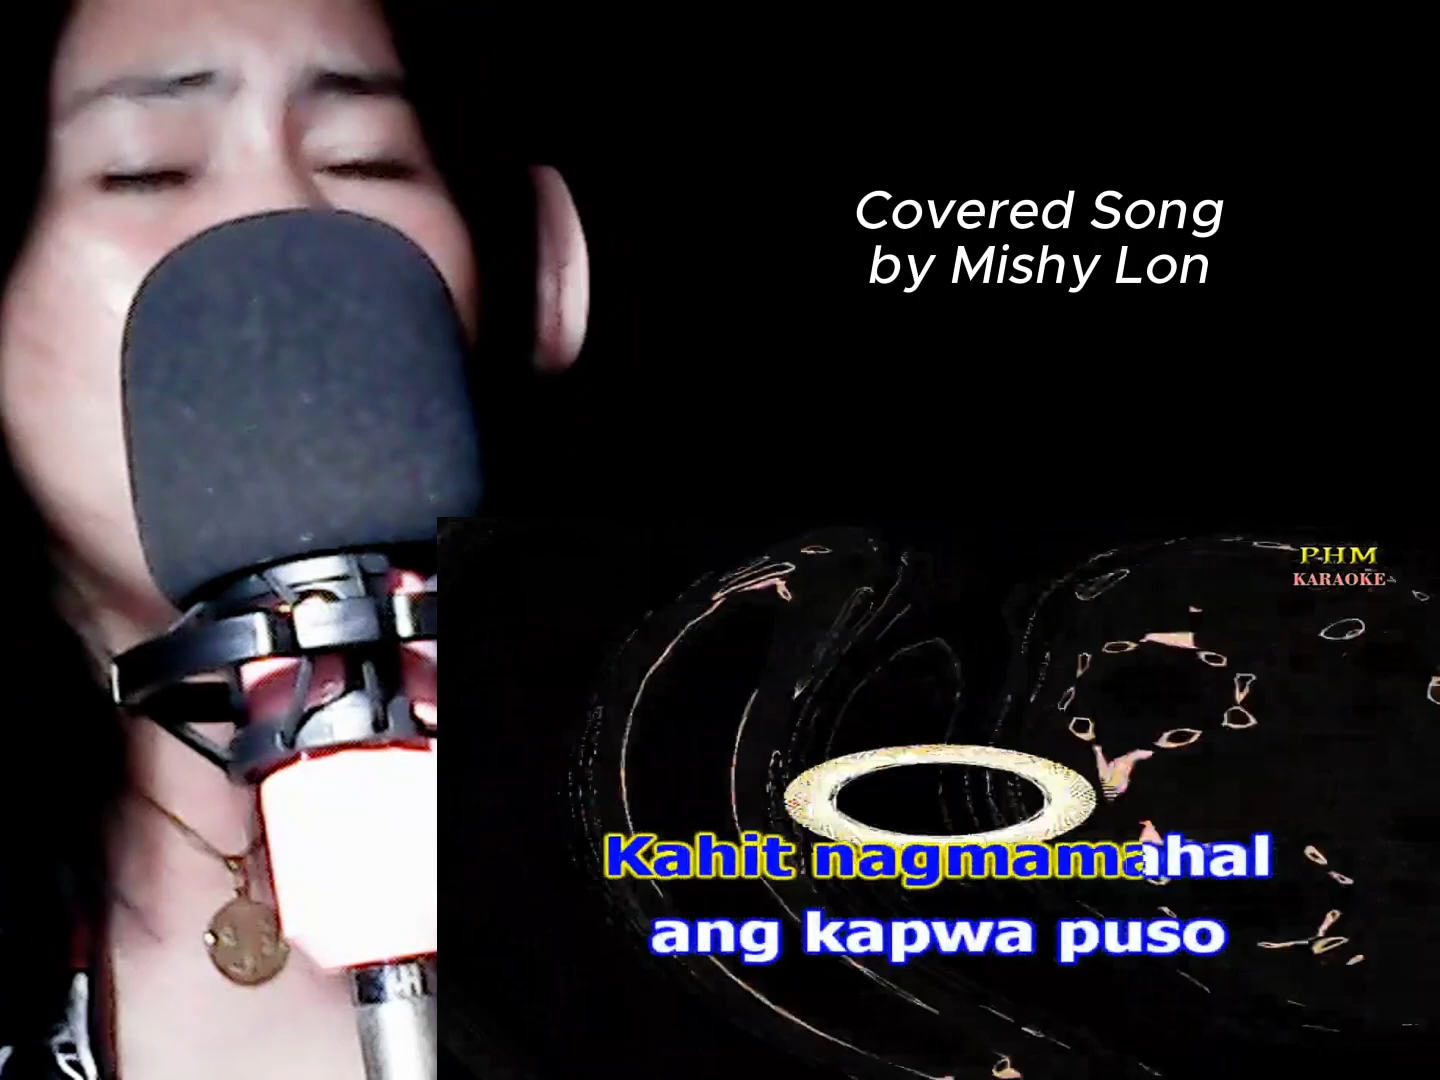 Covered Song
by Mishy Lon
PHM
KARAOKE
Kahit nagmamahal
ang kapwa puso